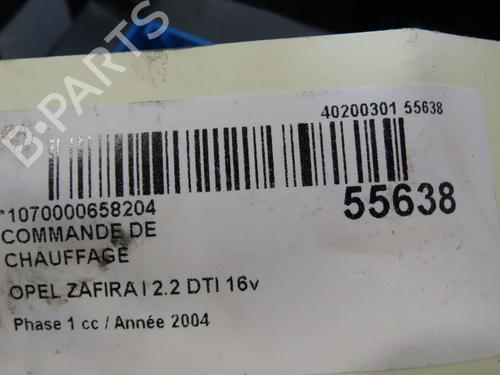 40200301 55638
*1070000658204
55638
COMMANDE DE
CHAUFFAGE
OPEL ZAFIRA I 2.2 DTI 16v
Phase 1 cc / Année 2004
B-PARTS